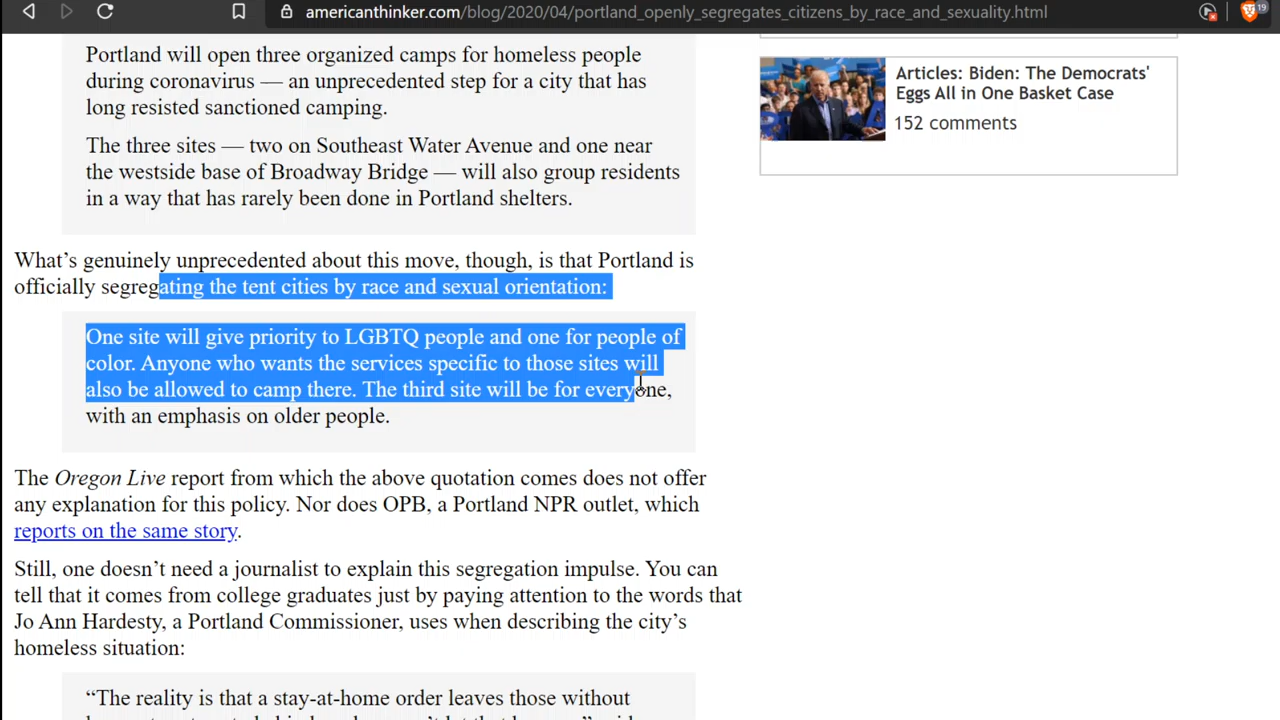 americanthinker.com/blog/2020/04/portland_openly_segregates_citizens_by_race_and_sexuality.html
19
Portland will open three organized camps for homeless people
during coronavirus — an unprecedented step for a city that has
long resisted sanctioned camping.
The three sites — two on Southeast Water Avenue and one near
the westside base of Broadway Bridge — will also group residents
in a way that has rarely been done in Portland shelters.
What’s genuinely unprecedented about this move, though, is that Portland is
officially segregating the tent cities by race and sexual orientation:
One site will give priority to LGBTQ people and one for people of
color. Anyone who wants the services specific to those sites will
also be allowed to camp there. The third site will be for everyone,
with an emphasis on older people.
The Oregon Live report from which the above quotation comes does not offer
any explanation for this policy. Nor does OPB, a Portland NPR outlet, which
reports on the same story.
Still, one doesn’t need a journalist to explain this segregation impulse. You can
tell that it comes from college graduates just by paying attention to the words that
Jo Ann Hardesty, a Portland Commissioner, uses when describing the city’s
homeless situation:
“The reality is that a stay-at-home order leaves those without
Articles: Biden: The Democrats'
Eggs All in One Basket Case
152 comments